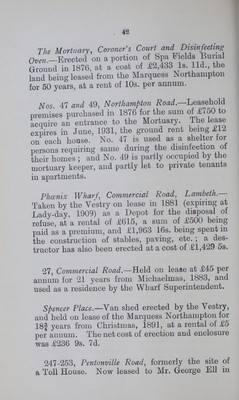 42
The Mortuary, Coroner's Court and Disinfecting
Oven.—Erected on a portion of Spa Fields Burial
Ground in 1876, at a cost of £2,433 1s. 11d., the
land being leased from the Marquess Northampton
for 50 years, at a rent of 10s. per annum.
Nos. 47 and 49, Northampton Road.—Leasehold
premises purchased in 1876 for the sum of £750 to
acquire an entrance to the Mortuary. The lease
expires in June, 1931, the ground rent being £12
on each house. No. 47 is used as a shelter for
persons requiring same during the disinfection of
their homes; and No. 49 is partly occupied by the
mortuary keeper, and partly let to private tenants
in apartments.
Phœnix Wharf, Commercial Road, Lambeth.—
Taken by the Vestry on lease in 1881 (expiring at
Lady-day, 1909) as a Depot for the disposal of
refuse, at a rental of £615, a sum of £500 being
paid as a premium, and £1,963 16s. being spent in
the construction of stables, paving, etc.; a des-
tructor has also been erected at a cost of £1,429 5s.
27, Commercial Road.—Held on lease at £45 per
annum for 21 years from Michaelmas, 1883, and
used as a residence by the Wharf Superintendent.
Spencer Place.—Van shed erected by the Vestry,
and held on lease of the Marquess Northampton for
18¾ years from Christmas, 1891, at a rental of £5
per annum. The net cost of erection and enclosure
was £236 9s. 7d.
247-253, Pentonville Road, formerly the site of
a Toll House. Now leased to Mr. George Ell in